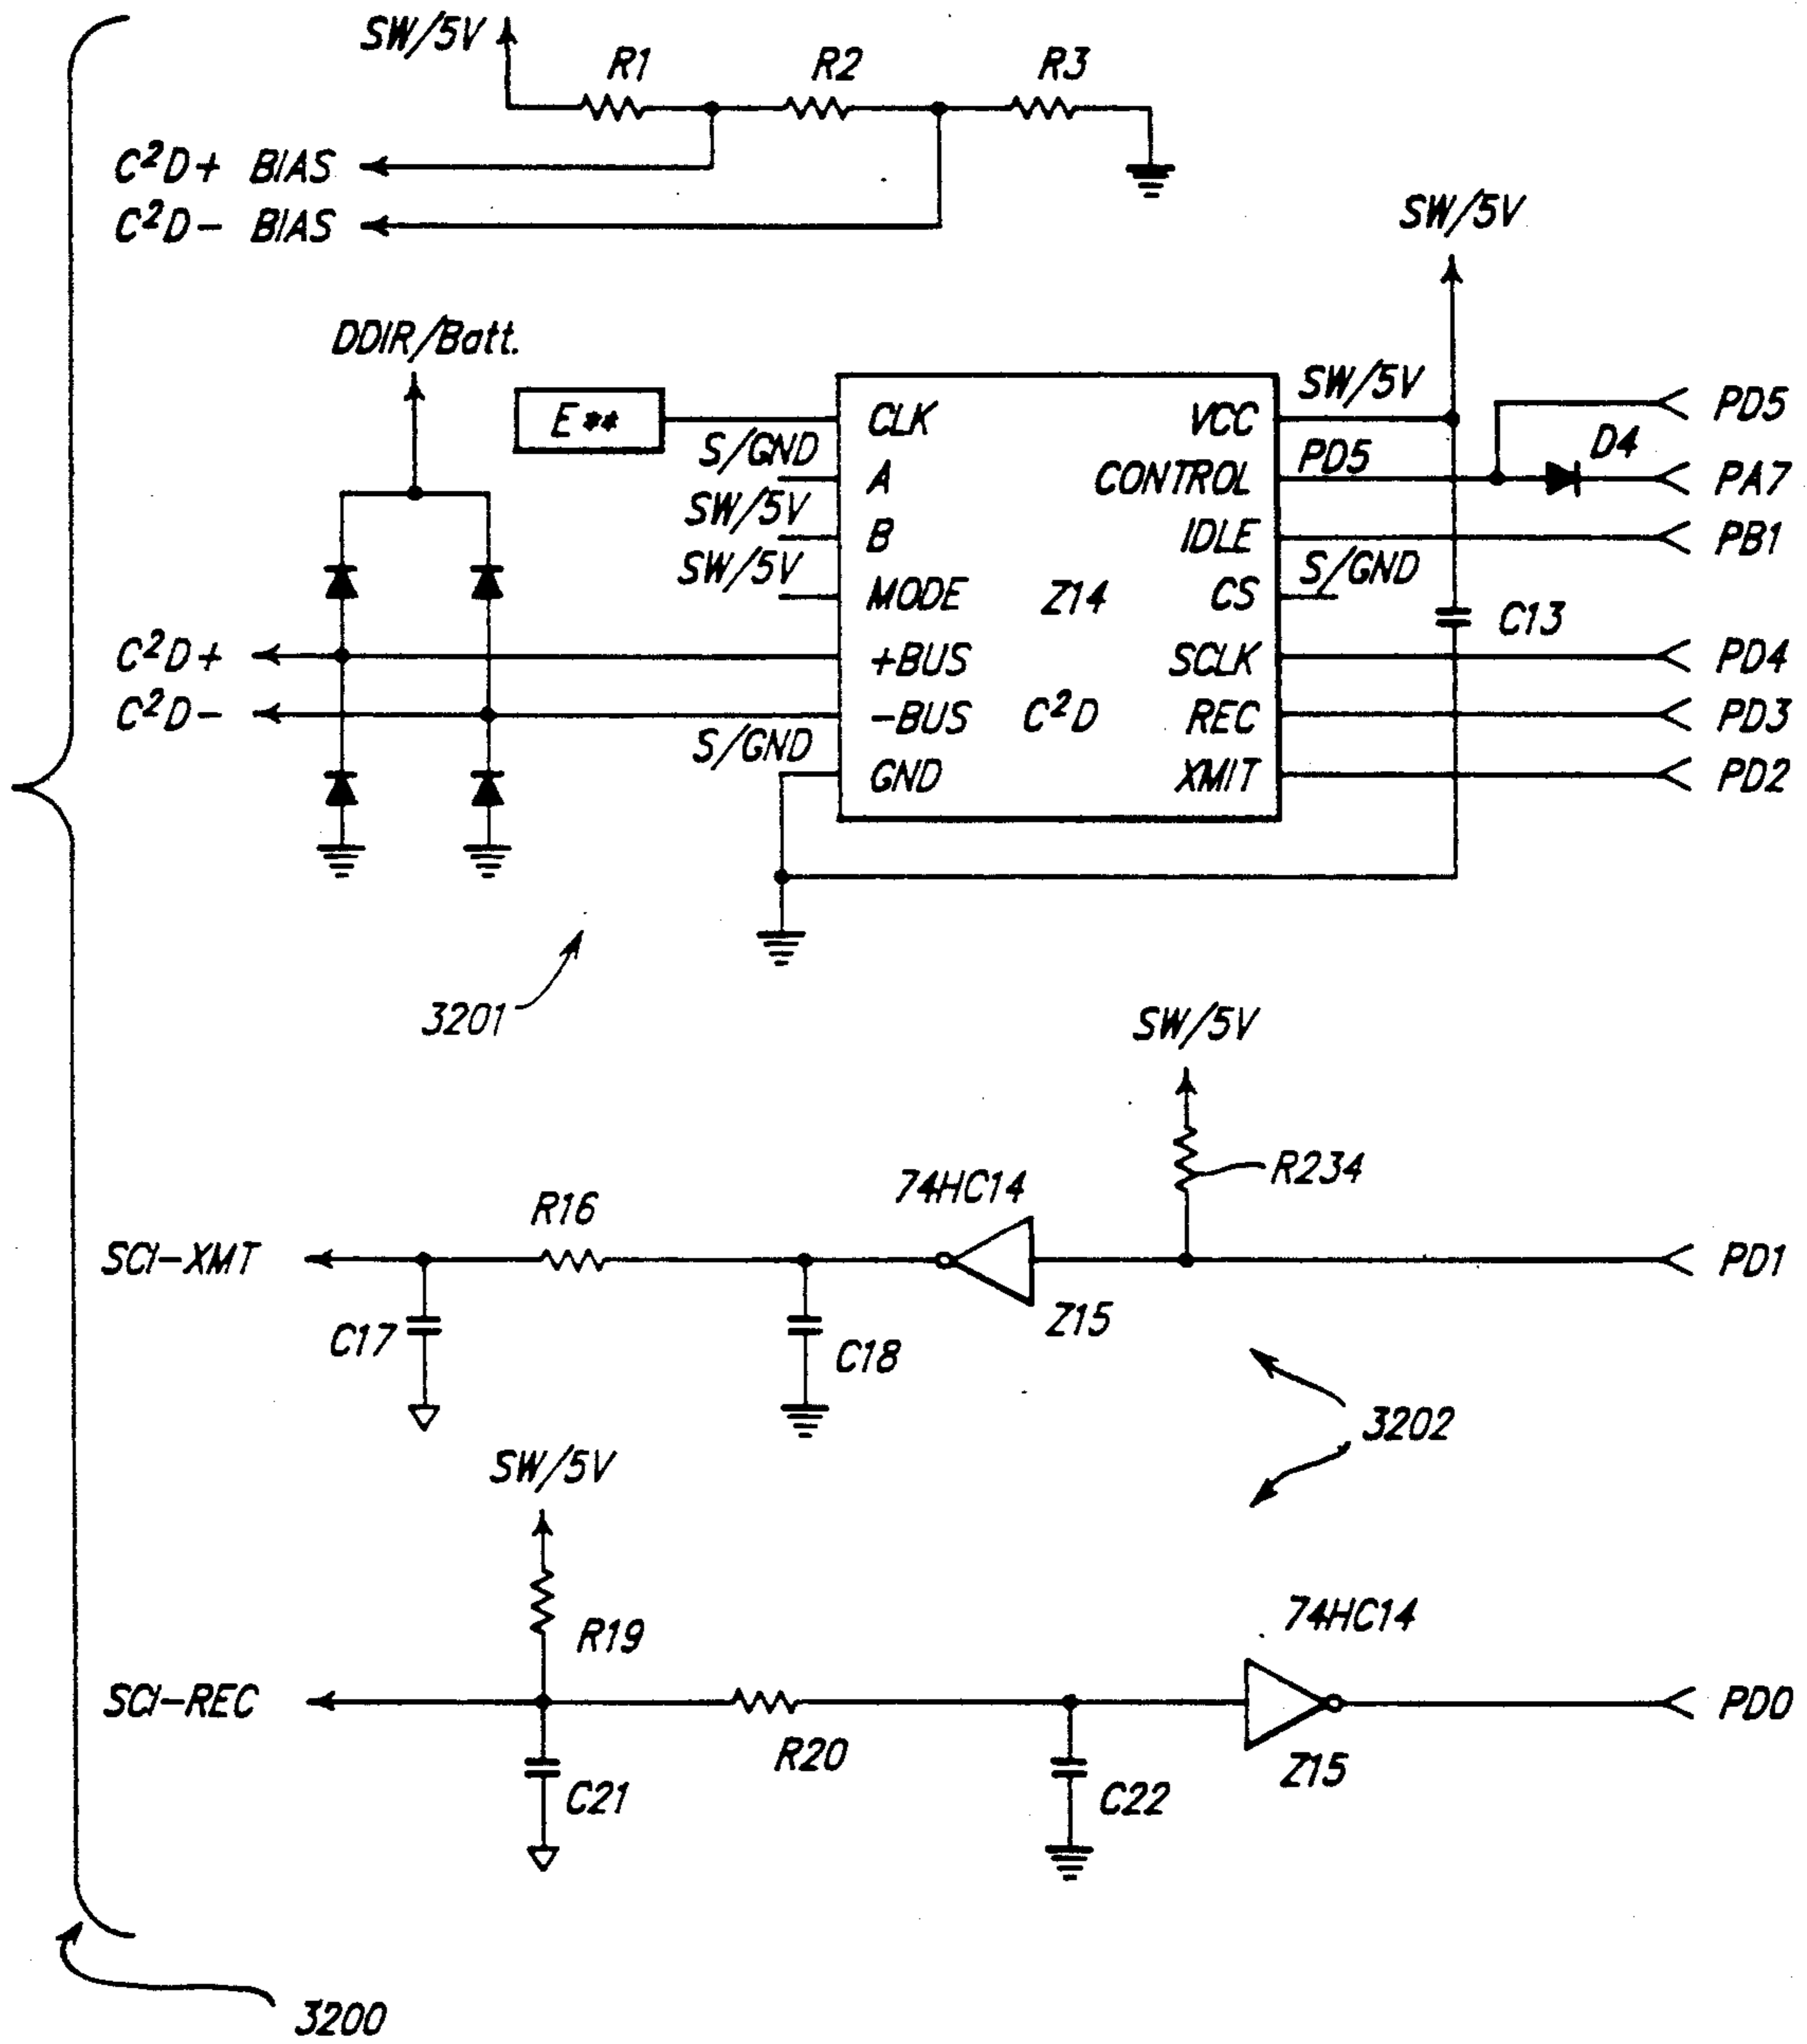 SW/5V
R1
R2
R3
C²D+ BIAS
C²D- BIAS
SW/5V
DDIR/Batt.
E**
CLK
VCC
SW/5V
PD5
S/GND
A
CONTROL
PD5
D4
PA7
SW/5V
B
IDLE
PB1
SW/5V
MODE
Z14
CS
S/GND
C13
C²D+
+BUS
SCLK
PD4
C²D-
-BUS
C²D
REC
PD3
S/GND
GND
XMIT
PD2
3201
SW/5V
R234
74HC14
R16
SCI-XMT
PD1
Z15
C17
C18
3202
SW/5V
R19
74HC14
SCI-REC
PD0
R20
Z15
C21
C22
3200